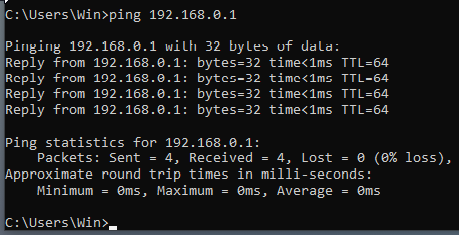 C:\Users\Win>ping 192.168.0.1
Pinging 192.168.0.1 with 32 bytes of data:
Reply from 192.168.0.1: bytes=32 time<1ms TTL=64
Reply from 192.168.0.1: bytes=32 time<1ms TTL=64
Reply from 192.168.0.1: bytes=32 time<1ms TTL=64
Reply from 192.168.0.1: bytes=32 time<1ms TTL=64
Ping statistics for 192.168.0.1:
    Packets: Sent = 4, Received = 4, Lost = 0 (0% loss),
Approximate round trip times in milli-seconds:
    Minimum = 0ms, Maximum = 0ms, Average = 0ms
C:\Users\Win>